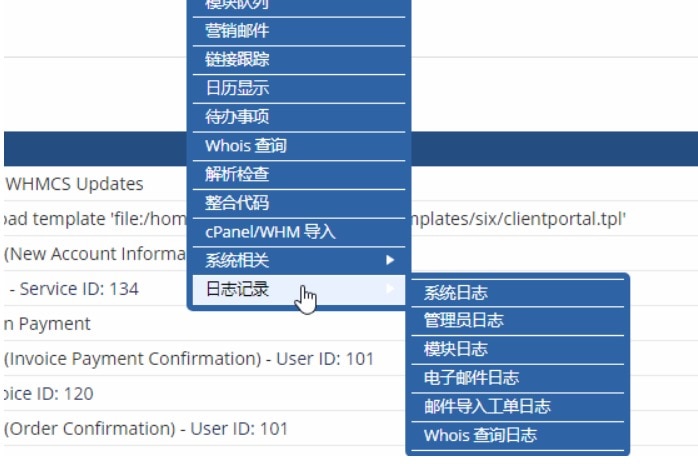 模块队列
营销邮件
链接跟踪
日历显示
待办事项
Whois 查询
解析检查
整合代码
cPanel/WHM 导入
系统相关
日志记录
系统日志
管理员日志
模块日志
电子邮件日志
邮件导入工单日志
Whois 查询日志
WHMCS Updates
oad template 'file:/hom
mplates/six/clientportal.tpl'
(New Account Informa
- Service ID: 134
n Payment
(Invoice Payment Confirmation) - User ID: 101
oice ID: 120
(Order Confirmation) - User ID: 101